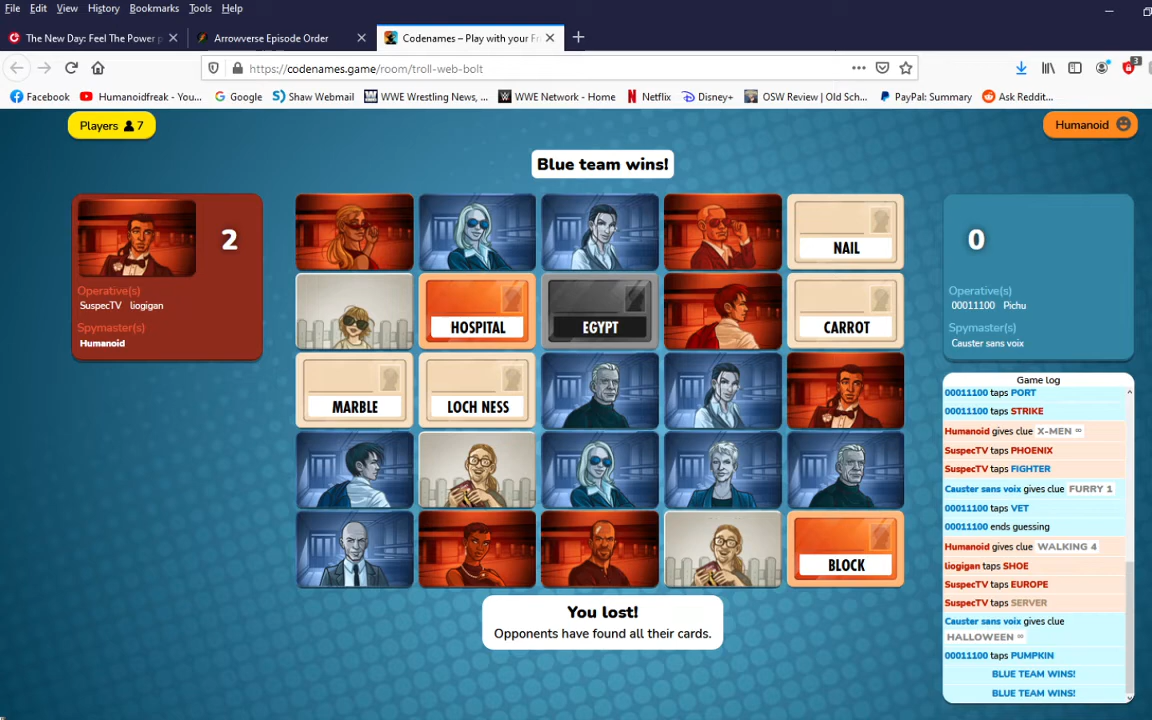 File Edit View History Bookmarks Tools Help
The New Day: Feel The Power p
Arrowverse Episode Order
Codenames – Play with your Fr
https://codenames.game/room/troll-web-bolt
3
Facebook Humanoidfreak - You... Google Shaw Webmail WWE Wrestling News, ... WWE Network - Home Netflix Disney+ OSW Review | Old Sch... PayPal: Summary Ask Reddit...
Players 7
Humanoid
Blue team wins!
2
Operative(s)
SuspecTV liogigan
Spymaster(s)
Humanoid
NAIL
HOSPITAL
EGYPT
CARROT
MARBLE
LOCH NESS
BLOCK
You lost!
Opponents have found all their cards.
0
Operative(s)
00011100 Pichu
Spymaster(s)
Causter sans voix
Game log
00011100 taps PORT
00011100 taps STRIKE
Humanoid gives clue X-MEN ∞
SuspecTV taps PHOENIX
SuspecTV taps FIGHTER
Causter sans voix gives clue FURRY 1
00011100 taps VET
00011100 ends guessing
Humanoid gives clue WALKING 4
liogigan taps SHOE
SuspecTV taps EUROPE
SuspecTV taps SERVER
Causter sans voix gives clue
HALLOWEEN ∞
00011100 taps PUMPKIN
BLUE TEAM WINS!
BLUE TEAM WINS!